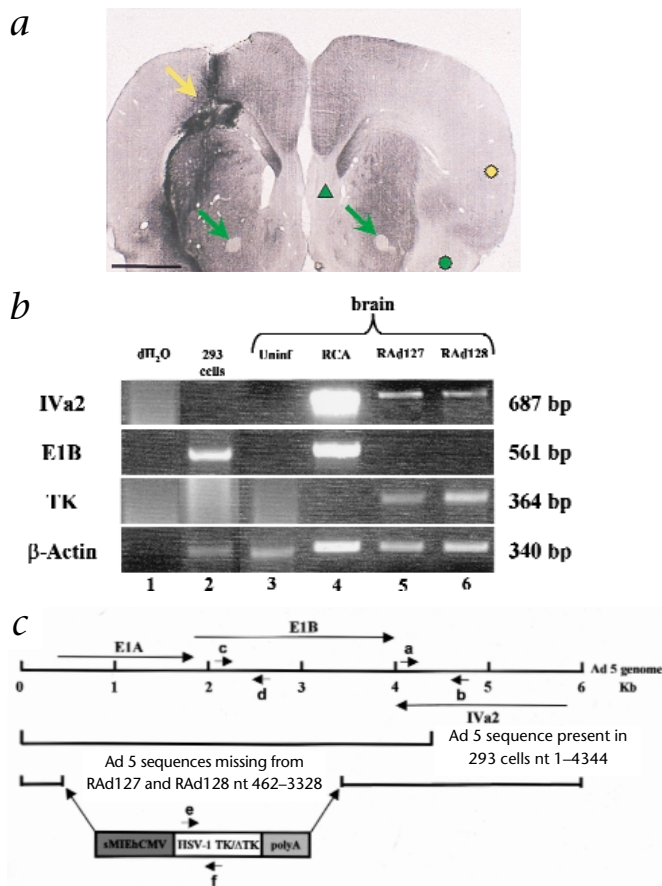 a
b
brain
dH₂O 293 cells Uninf RCA RAd127 RAd128
IVa2 687 bp
E1B 561 bp
TK 364 bp
β-Actin 340 bp
1 2 3 4 5 6
c
E1B
E1A c a
Ad 5 genome
0 1 2 3 4 5 6 Kb
d b
IVa2
Ad 5 sequences missing from
RAd127 and RAd128 nt 462–3328
Ad 5 sequence present in
293 cells nt 1–4344
e
sMIEhCMV HSV-1 TK/ΔTK polyA
f